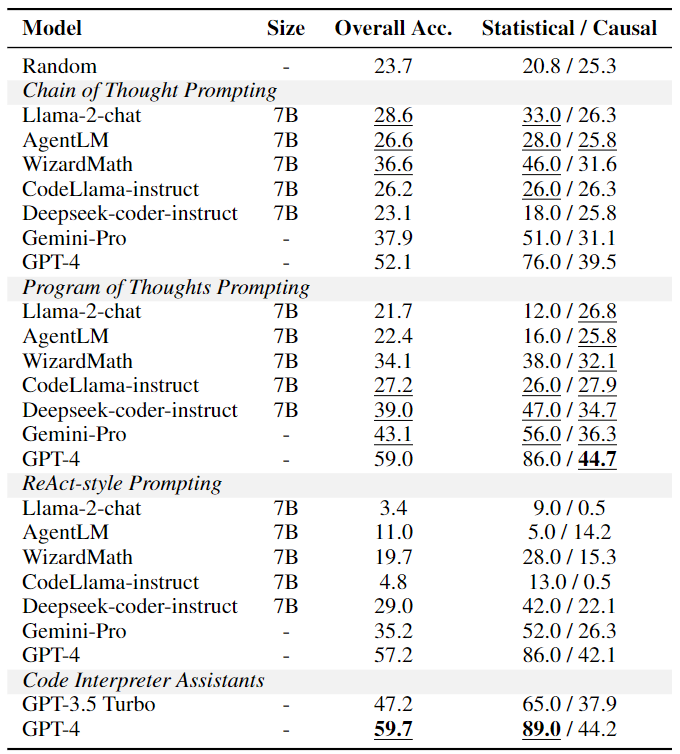 Model Size Overall Acc. Statistical / Causal
Random - 23.7 20.8 / 25.3
Chain of Thought Prompting
Llama-2-chat 7B 28.6 33.0 / 26.3
AgentLM 7B 26.6 28.0 / 25.8
WizardMath 7B 36.6 46.0 / 31.6
CodeLlama-instruct 7B 26.2 26.0 / 26.3
Deepseek-coder-instruct 7B 23.1 18.0 / 25.8
Gemini-Pro - 37.9 51.0 / 31.1
GPT-4 - 52.1 76.0 / 39.5
Program of Thoughts Prompting
Llama-2-chat 7B 21.7 12.0 / 26.8
AgentLM 7B 22.4 16.0 / 25.8
WizardMath 7B 34.1 38.0 / 32.1
CodeLlama-instruct 7B 27.2 26.0 / 27.9
Deepseek-coder-instruct 7B 39.0 47.0 / 34.7
Gemini-Pro - 43.1 56.0 / 36.3
GPT-4 - 59.0 86.0 / 44.7
ReAct-style Prompting
Llama-2-chat 7B 3.4 9.0 / 0.5
AgentLM 7B 11.0 5.0 / 14.2
WizardMath 7B 19.7 28.0 / 15.3
CodeLlama-instruct 7B 4.8 13.0 / 0.5
Deepseek-coder-instruct 7B 29.0 42.0 / 22.1
Gemini-Pro - 35.2 52.0 / 26.3
GPT-4 - 57.2 86.0 / 42.1
Code Interpreter Assistants
GPT-3.5 Turbo - 47.2 65.0 / 37.9
GPT-4 - 59.7 89.0 / 44.2